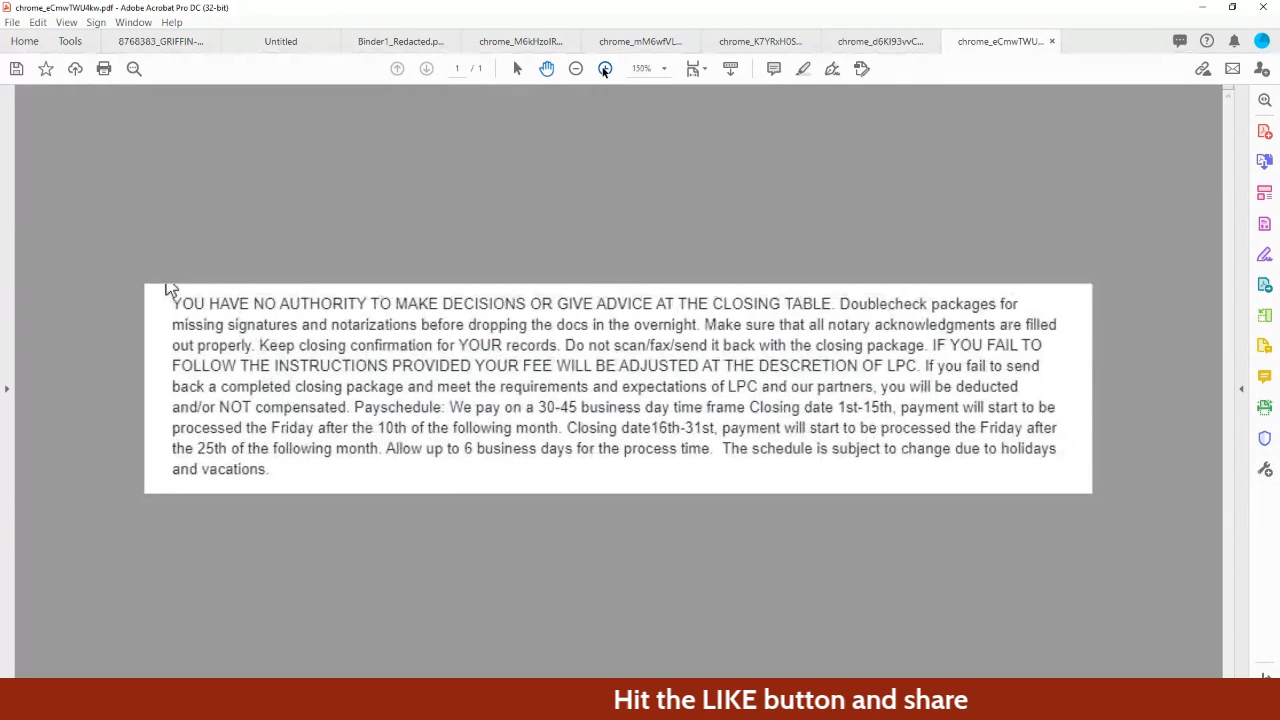 chrome_eCmwTWU4kw.pdf - Adobe Acrobat Pro DC (32-bit)
File Edit View Sign Window Help
Home Tools 8768383_GRIFFIN-... Untitled Binder1_Redacted.p... chrome_M6kHzoIR... chrome_mM6wfVL... chrome_K7YRxH0S... chrome_d6KI93vvC... chrome_eCmwTWU... ×
1 / 1 150%
YOU HAVE NO AUTHORITY TO MAKE DECISIONS OR GIVE ADVICE AT THE CLOSING TABLE. Doublecheck packages for
missing signatures and notarizations before dropping the docs in the overnight. Make sure that all notary acknowledgments are filled
out properly. Keep closing confirmation for YOUR records. Do not scan/fax/send it back with the closing package. IF YOU FAIL TO
FOLLOW THE INSTRUCTIONS PROVIDED YOUR FEE WILL BE ADJUSTED AT THE DESCRETION OF LPC. If you fail to send
back a completed closing package and meet the requirements and expectations of LPC and our partners, you will be deducted
and/or NOT compensated. Payschedule: We pay on a 30-45 business day time frame Closing date 1st-15th, payment will start to be
processed the Friday after the 10th of the following month. Closing date16th-31st, payment will start to be processed the Friday after
the 25th of the following month. Allow up to 6 business days for the process time. The schedule is subject to change due to holidays
and vacations.
Hit the LIKE button and share